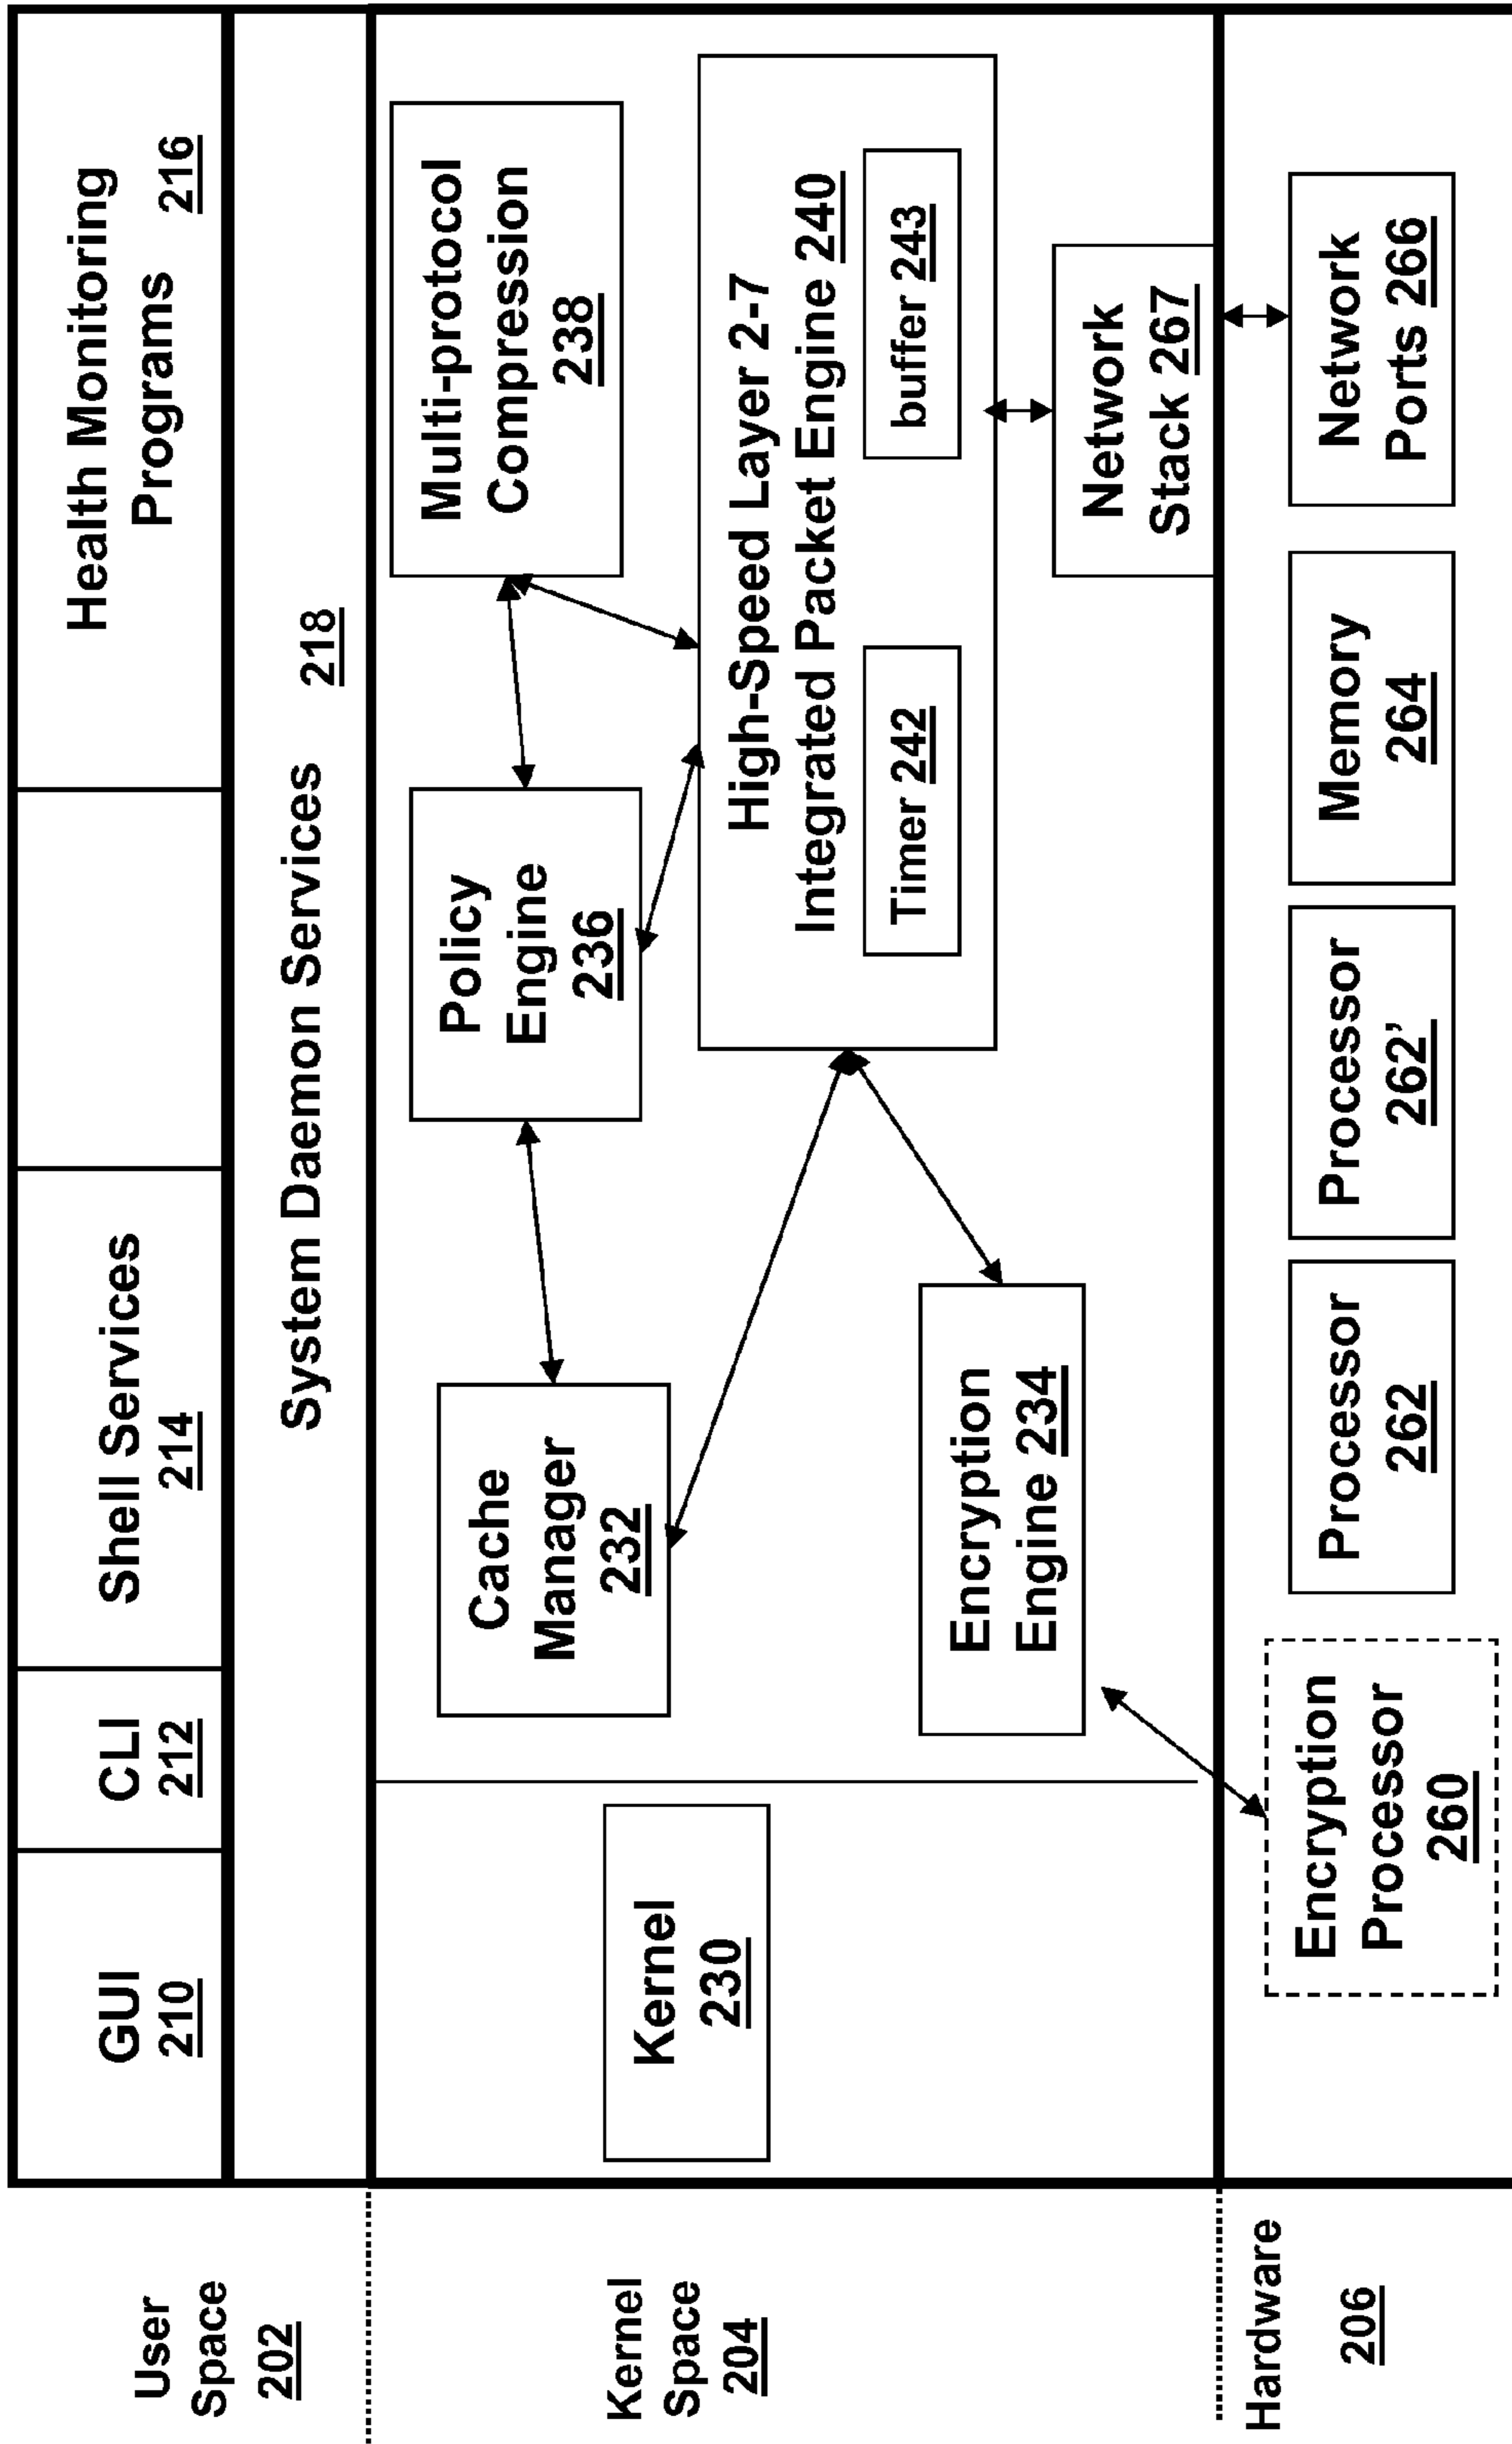 User
Space
202
GUI
210
CLI
212
Shell Services
214
Health Monitoring
Programs 216
System Daemon Services 218
Kernel
Space
204
Kernel
230
Cache
Manager
232
Policy
Engine
236
Multi-protocol
Compression
238
High-Speed Layer 2-7
Integrated Packet Engine 240
Timer 242
buffer 243
Encryption
Engine 234
Network
Stack 267
Hardware
206
Encryption
Processor
260
Processor
262
Processor
262’
Memory
264
Network
Ports 266